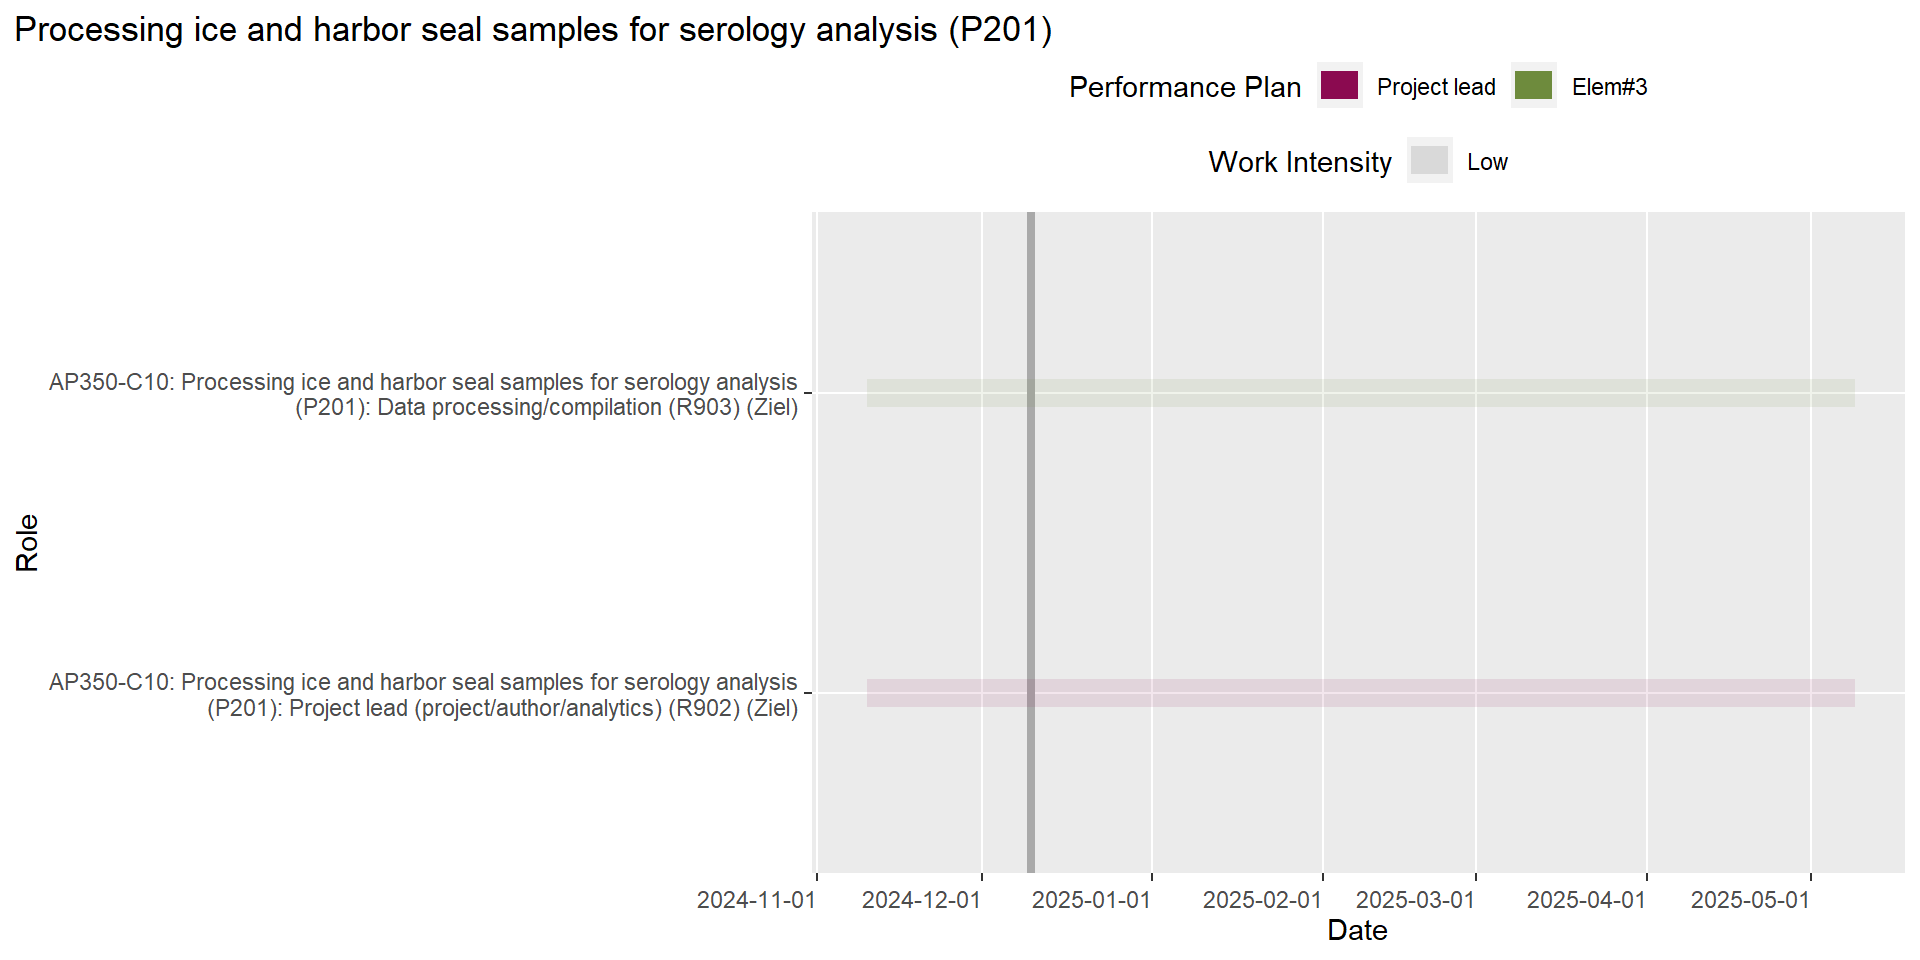 Processing ice and harbor seal samples for serology analysis (P201)
Performance Plan Project lead Elem#3
Work Intensity Low
AP350-C10: Processing ice and harbor seal samples for serology analysis
(P201): Data processing/compilation (R903) (Ziel)
Role
AP350-C10: Processing ice and harbor seal samples for serology analysis
(P201): Project lead (project/author/analytics) (R902) (Ziel)
2024-11-01 2024-12-01 2025-01-01 2025-02-01 2025-03-01 2025-04-01 2025-05-01
Date